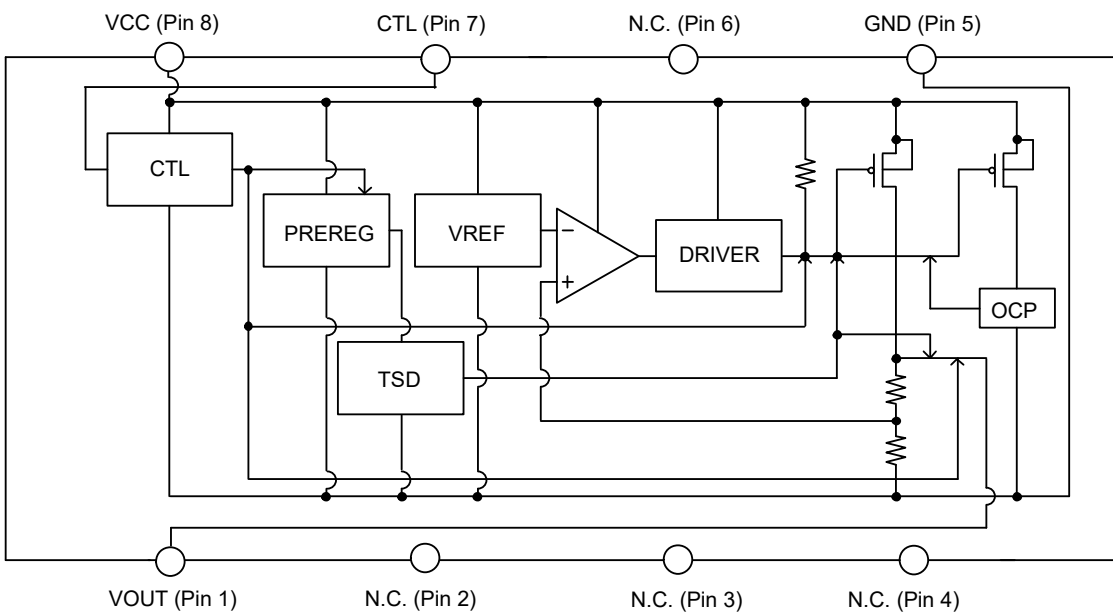 VCC (Pin 8)
CTL (Pin 7)
N.C. (Pin 6)
GND (Pin 5)
CTL
PREREG
VREF
−
+
DRIVER
OCP
TSD
VOUT (Pin 1)
N.C. (Pin 2)
N.C. (Pin 3)
N.C. (Pin 4)